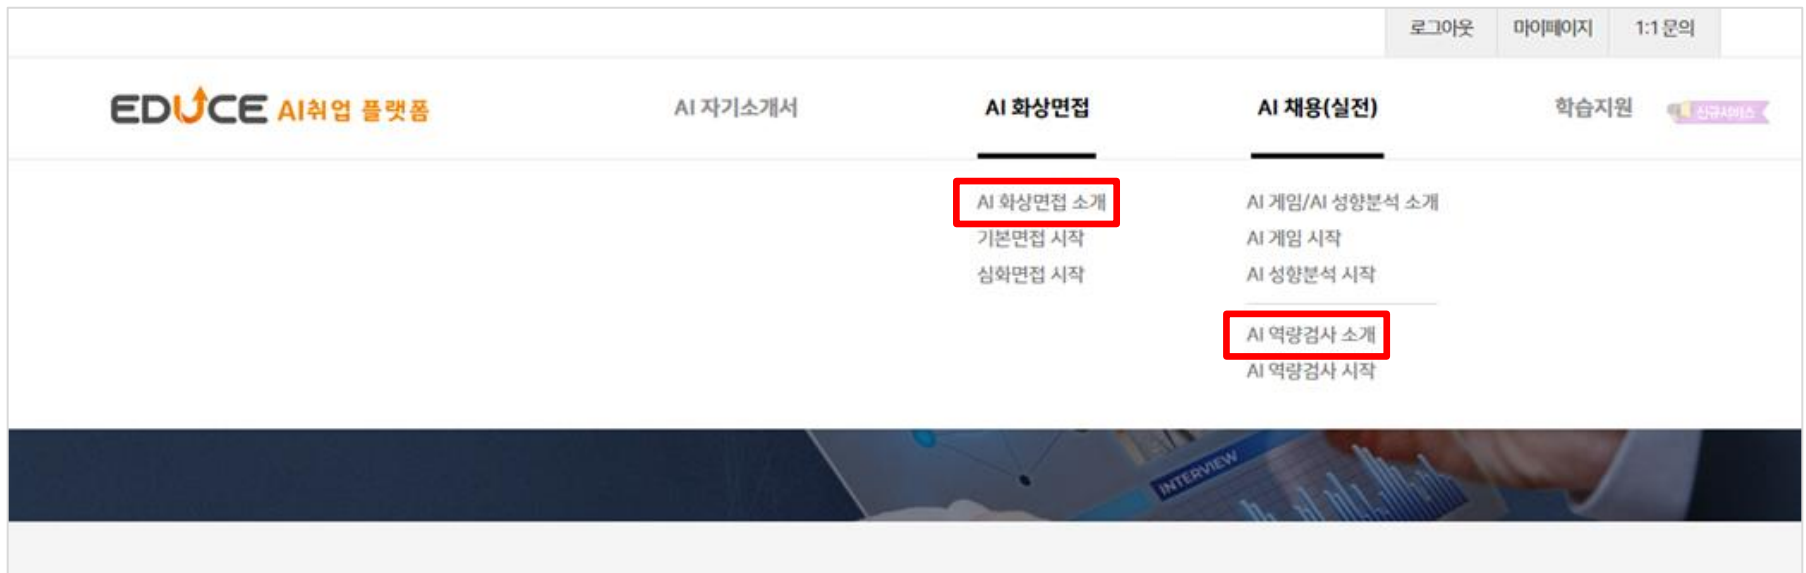 로그아웃 마이페이지 1:1 문의
EDUCE AI취업 플랫폼 AI 자기소개서 AI 화상면접 AI 채용(실전) 학습지원 신규서비스
AI 화상면접 소개 AI 게임/AI 성향분석 소개
기본면접 시작 AI 게임 시작
심화면접 시작 AI 성향분석 시작
AI 역량검사 소개
AI 역량검사 시작
INTERVIEW